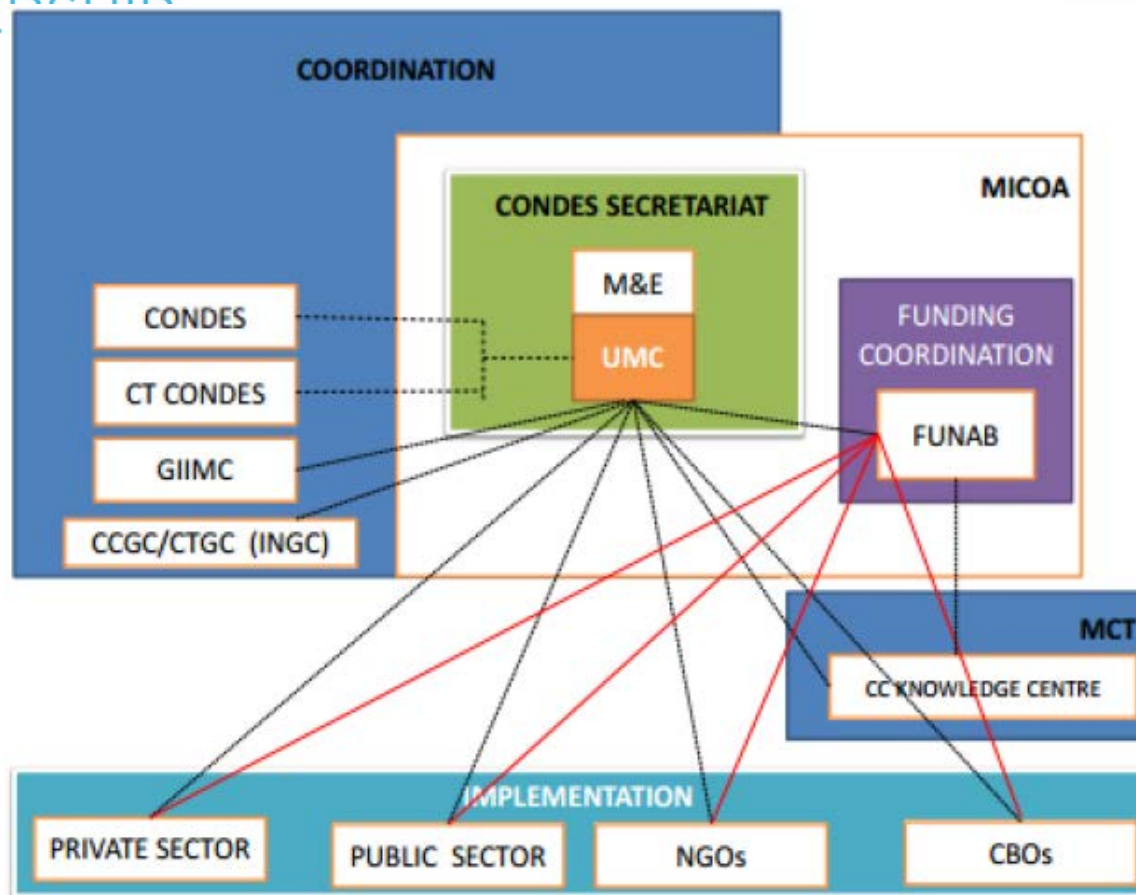 COORDINATION
MICOA
CONDES SECRETARIAT
M&E
UMC
FUNDING
COORDINATION
FUNAB
CONDES
CT CONDES
GIIMC
CCGC/CTGC (INGC)
MCT
CC KNOWLEDGE CENTRE
IMPLEMENTATION
PRIVATE SECTOR
PUBLIC SECTOR
NGOs
CBOs